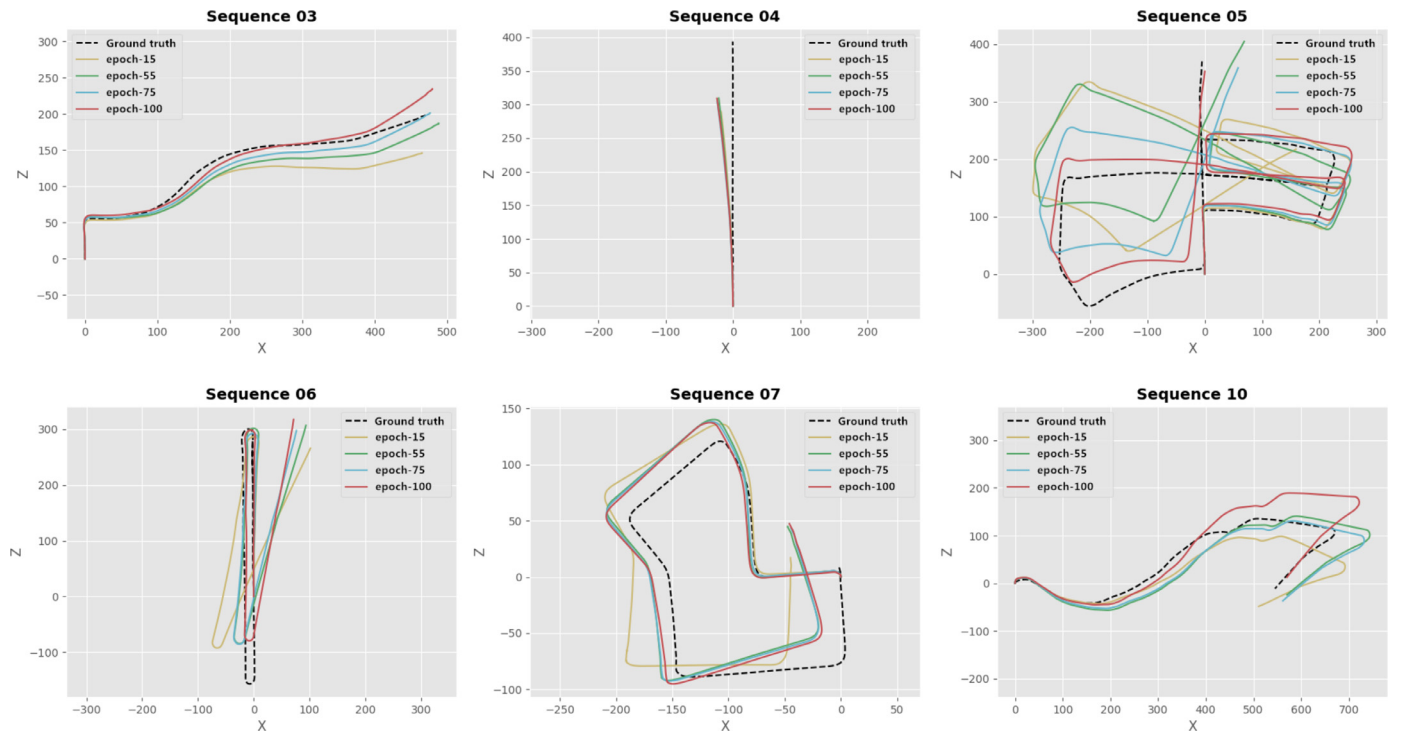 Sequence 03
Ground truth
epoch-15
epoch-55
epoch-75
epoch-100
300
250
200
150
100
50
0
−50
Z
0
100
200
300
400
500
X
Sequence 04
Ground truth
epoch-15
epoch-55
epoch-75
epoch-100
400
350
300
250
200
150
100
50
0
Z
−300
−200
−100
0
100
200
X
Sequence 05
Ground truth
epoch-15
epoch-55
epoch-75
epoch-100
400
300
200
100
0
Z
−300
−200
−100
0
100
200
300
X
Sequence 06
Ground truth
epoch-15
epoch-55
epoch-75
epoch-100
300
200
100
0
−100
Z
−300
−200
−100
0
100
200
300
X
Sequence 07
Ground truth
epoch-15
epoch-55
epoch-75
epoch-100
150
100
50
0
−50
−100
Z
−250
−200
−150
−100
−50
0
50
X
Sequence 10
Ground truth
epoch-15
epoch-55
epoch-75
epoch-100
300
200
100
0
−100
−200
Z
0
100
200
300
400
500
600
700
X